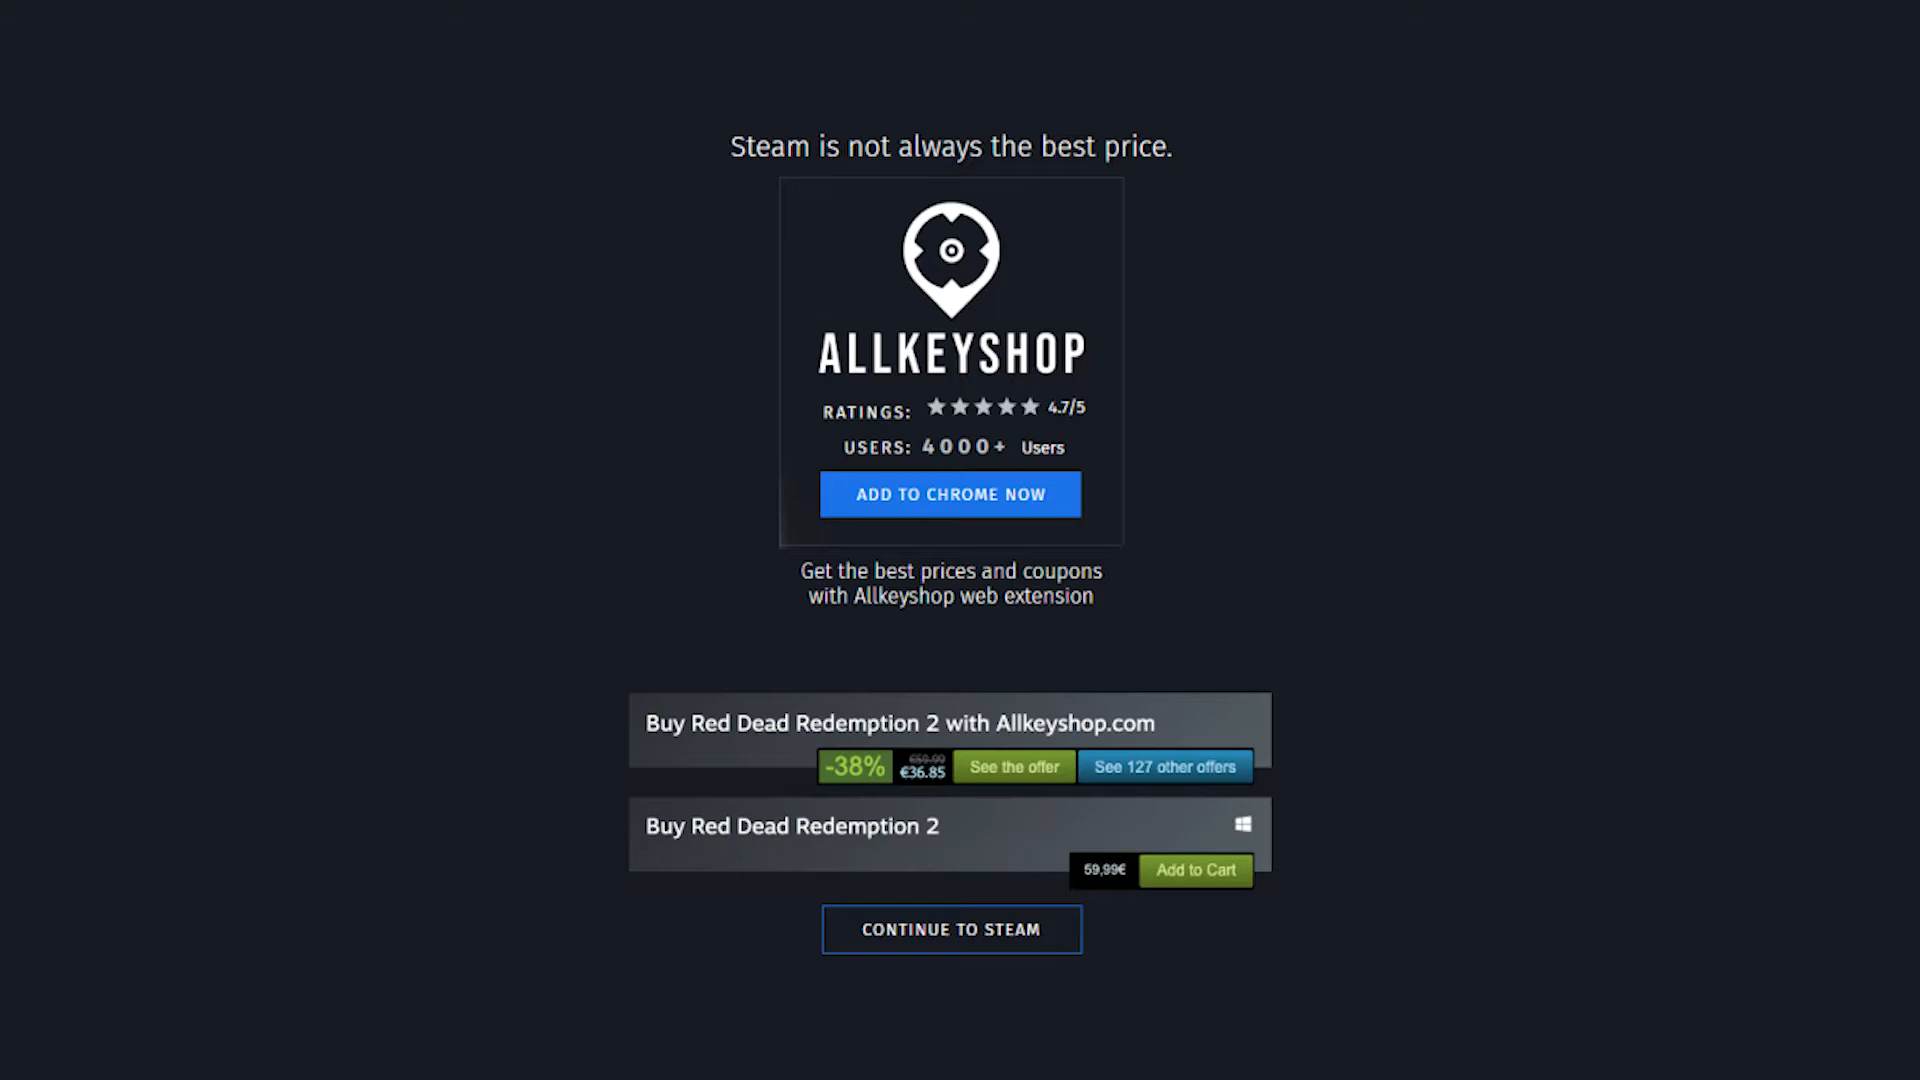 Steam is not always the best price.
ALLKEYSHOP
RATINGS: 4.7/5
USERS: 4000+ Users
ADD TO CHROME NOW
Get the best prices and coupons
with Allkeyshop web extension
Buy Red Dead Redemption 2 with Allkeyshop.com
-38% €59.99 €36.85 See the offer See 127 other offers
Buy Red Dead Redemption 2
59,99€ Add to Cart
CONTINUE TO STEAM